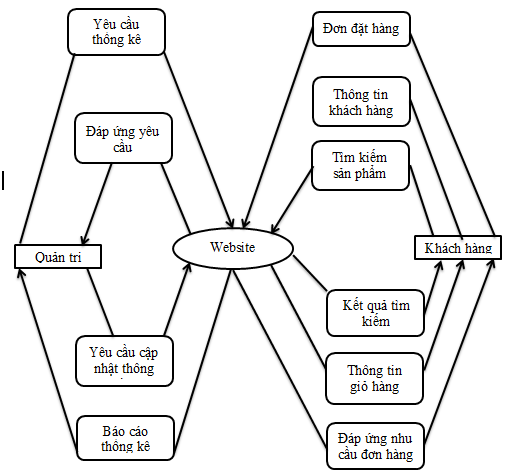 Yêu cầu
thông kê
Đơn đặt hàng
Thông tin
khách hàng
Đáp ứng yêu
cầu
Tìm kiếm
sản phẩm
Quản trị
Website
Khách hàng
Kết quả tìm
kiếm
Yêu cầu cập
nhật thông
Thông tin
giỏ hàng
Báo cáo
thông kê
Đáp ứng nhu
cầu đơn hàng